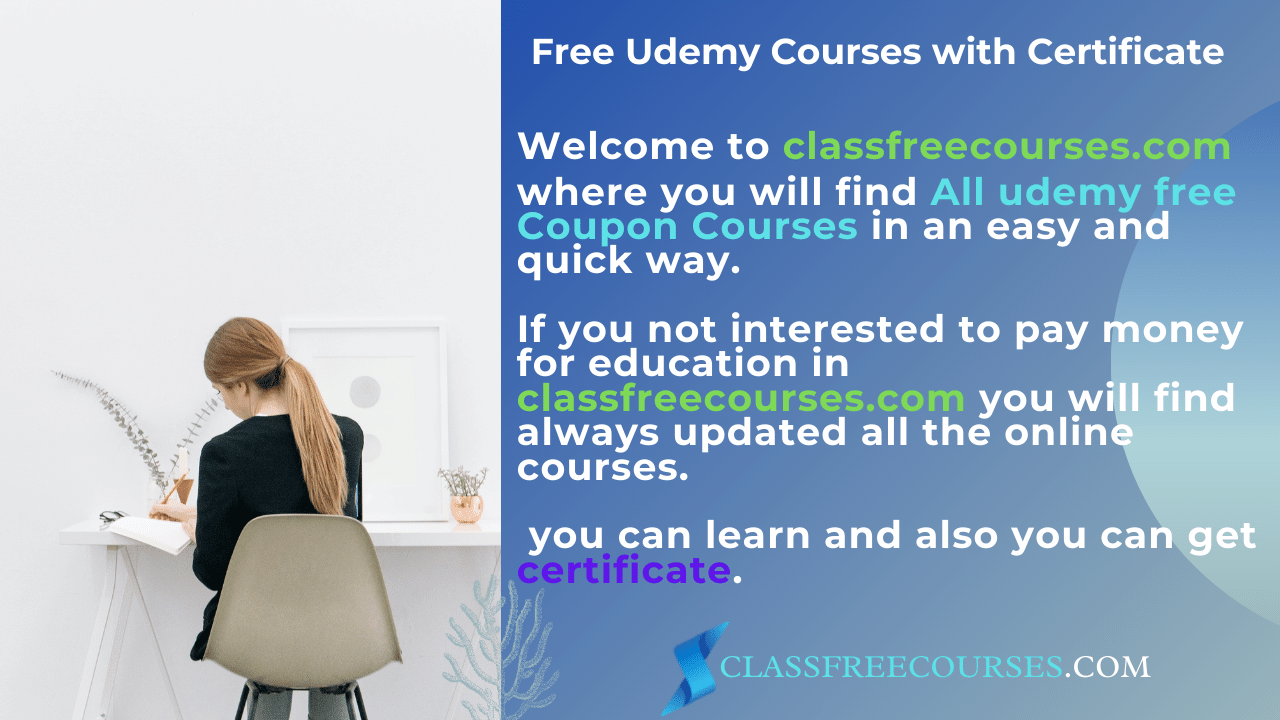 Free Udemy Courses with Certificate
Welcome to classfreecourses.com
where you will find All udemy free
Coupon Courses in an easy and
quick way.
If you not interested to pay money
for education in
classfreecourses.com you will find
always updated all the online
courses.
you can learn and also you can get
certificate.
CLASSFREECOURSES.COM